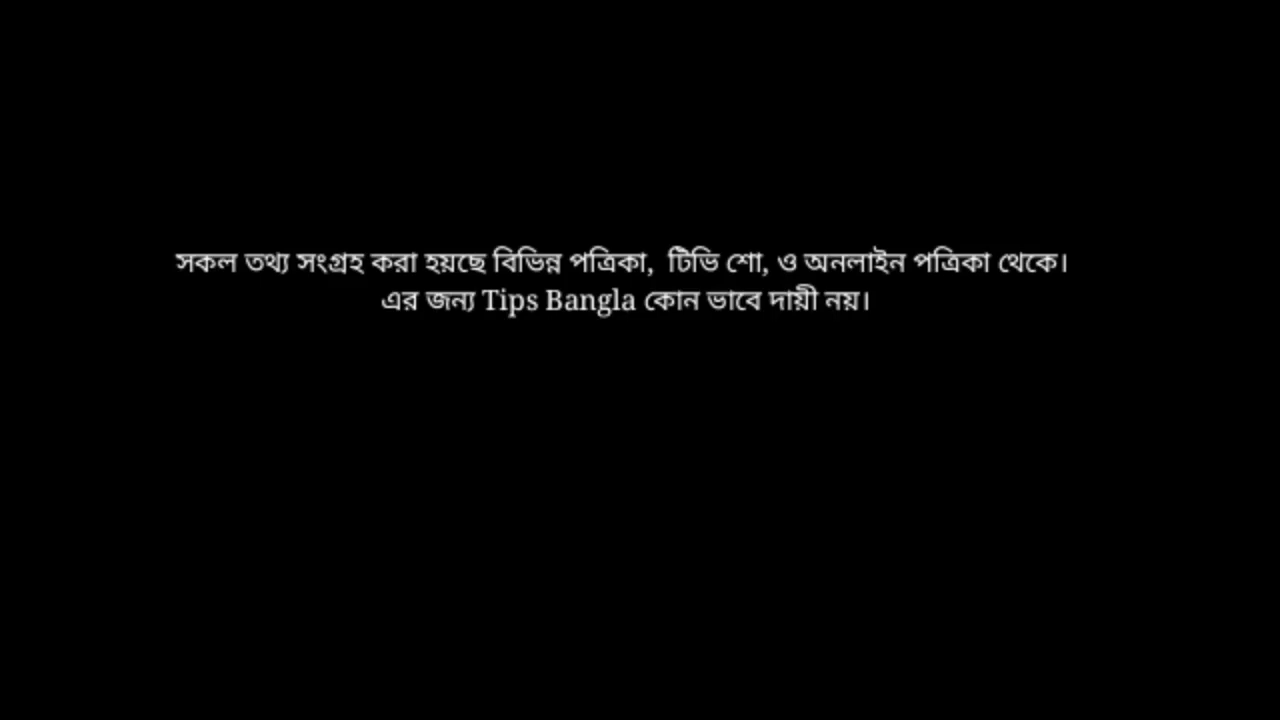 সকল তথ্য সংগ্রহ করা হয়ছে বিভিন্ন পত্রিকা, টিভি শো, ও অনলাইন পত্রিকা থেকে।
এর জন্য Tips Bangla কোন ভাবে দায়ী নয়।